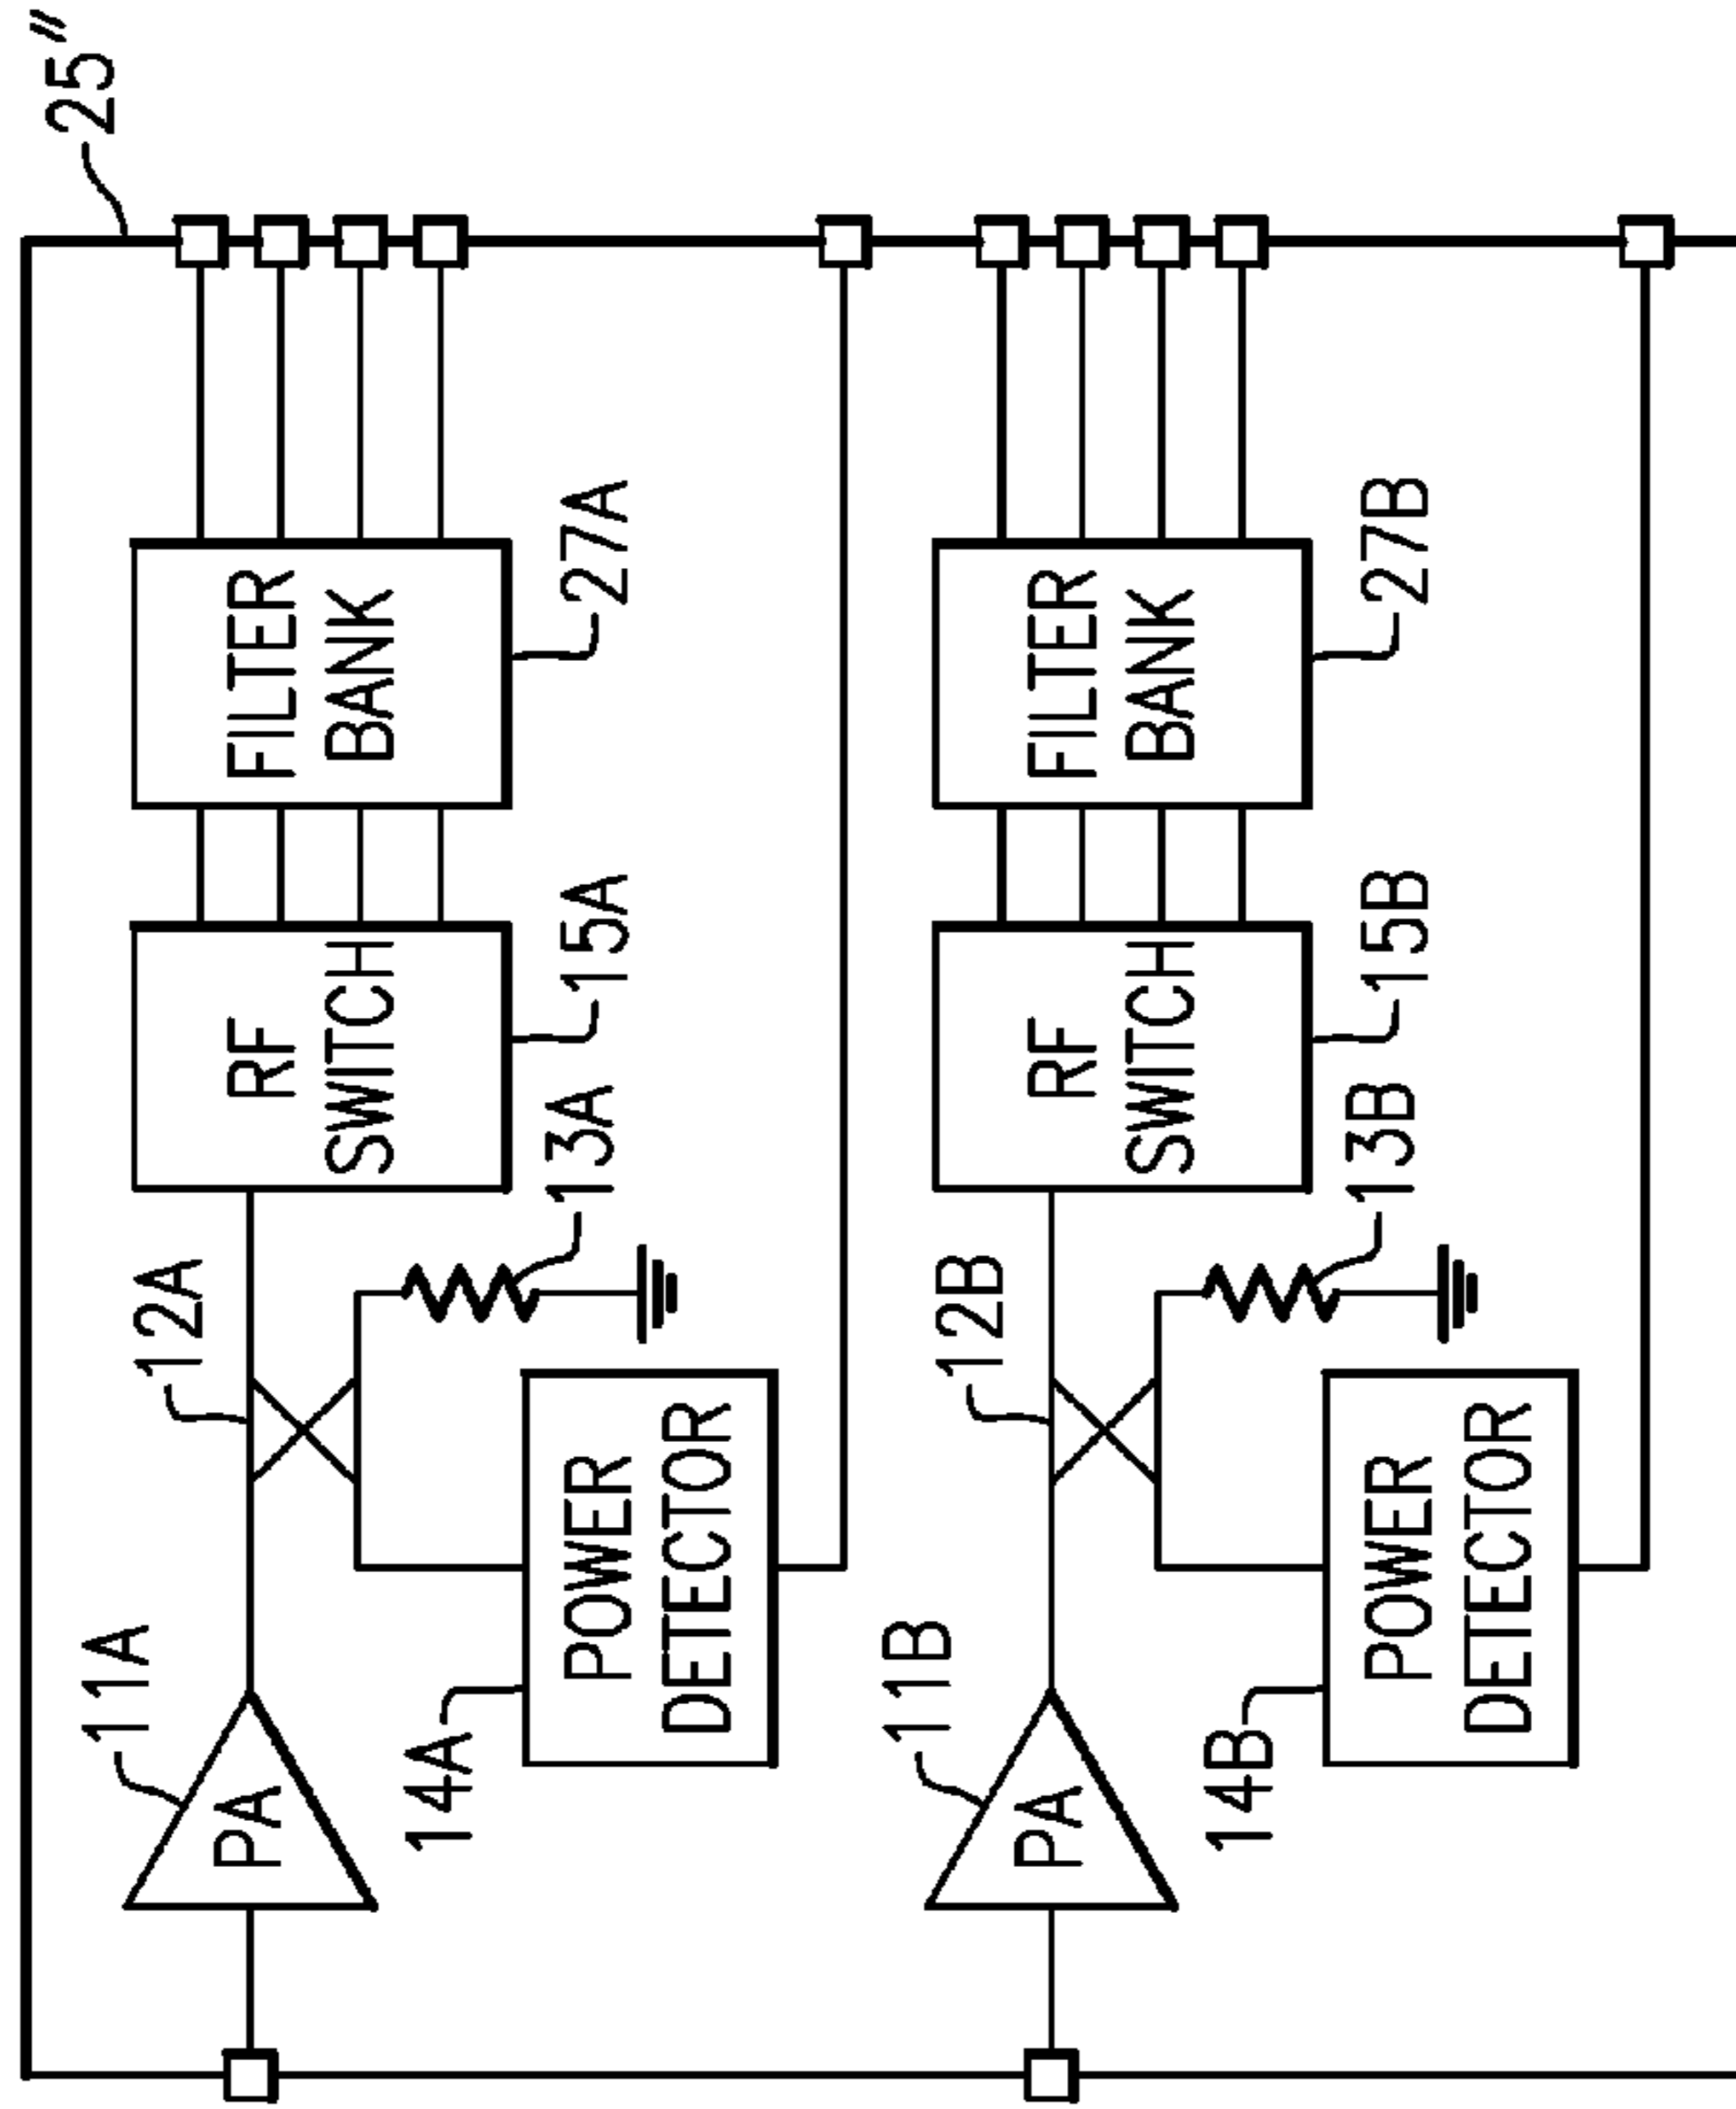 25"
11A
PA
12A
RF
SWITCH
15A
FILTER
BANK
27A
13A
14A
POWER
DETECTOR
11B
PA
12B
RF
SWITCH
15B
FILTER
BANK
27B
13B
14B
POWER
DETECTOR